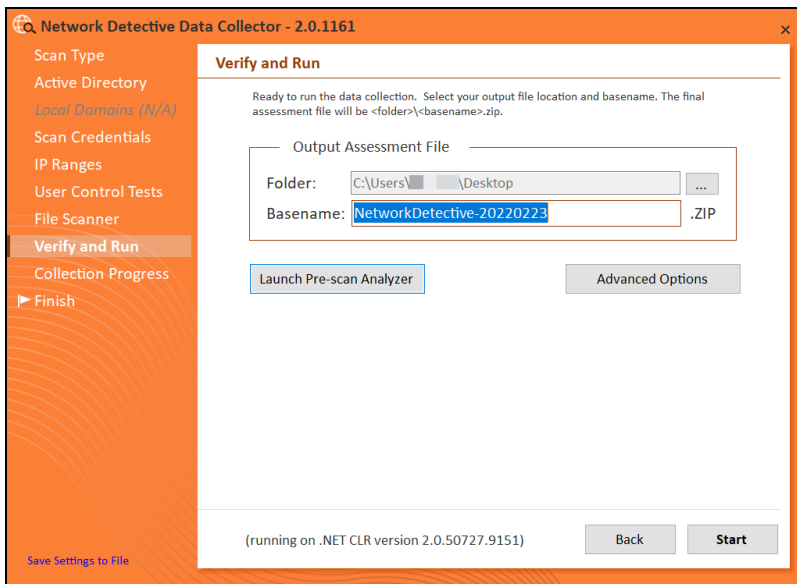 Network Detective Data Collector - 2.0.1161
Scan Type
Active Directory
Local Domains (N/A)
Scan Credentials
IP Ranges
User Control Tests
File Scanner
Verify and Run
Collection Progress
Finish
Save Settings to File
Verify and Run
Ready to run the data collection. Select your output file location and basename. The final
assessment file will be <folder>\<basename>.zip.
Output Assessment File
Folder: C:\Users\ \Desktop ...
Basename: NetworkDetective-20220223 .ZIP
Launch Pre-scan Analyzer Advanced Options
(running on .NET CLR version 2.0.50727.9151) Back Start